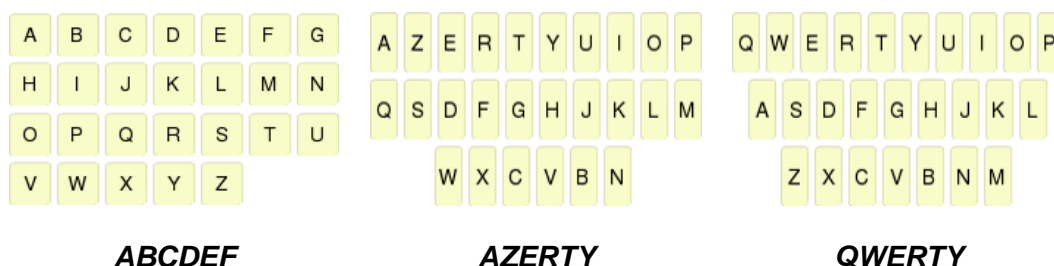 A B C D E F G
H I J K L M N
O P Q R S T U
V W X Y Z
ABCDEF
A Z E R T Y U I O P
Q S D F G H J K L M
W X C V B N
AZERTY
Q W E R T Y U I O P
A S D F G H J K L
Z X C V B N M
QWERTY